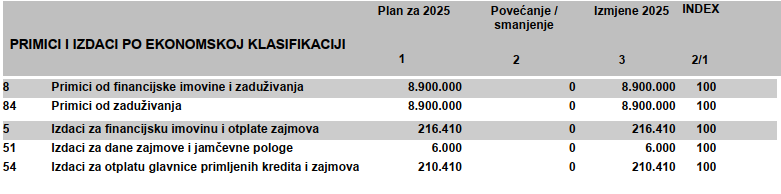 Plan za 2025 Povećanje / smanjenje Izmjene 2025 INDEX
PRIMICI I IZDACI PO EKONOMSKOJ KLASIFIKACIJI
1 2 3 2/1
8 Primici od financijske imovine i zaduživanja 8.900.000 0 8.900.000 100
84 Primici od zaduživanja 8.900.000 0 8.900.000 100
5 Izdaci za financijsku imovinu i otplate zajmova 216.410 0 216.410 100
51 Izdaci za dane zajmove i jamčevne pologe 6.000 0 6.000 100
54 Izdaci za otplatu glavnice primljenih kredita i zajmova 210.410 0 210.410 100